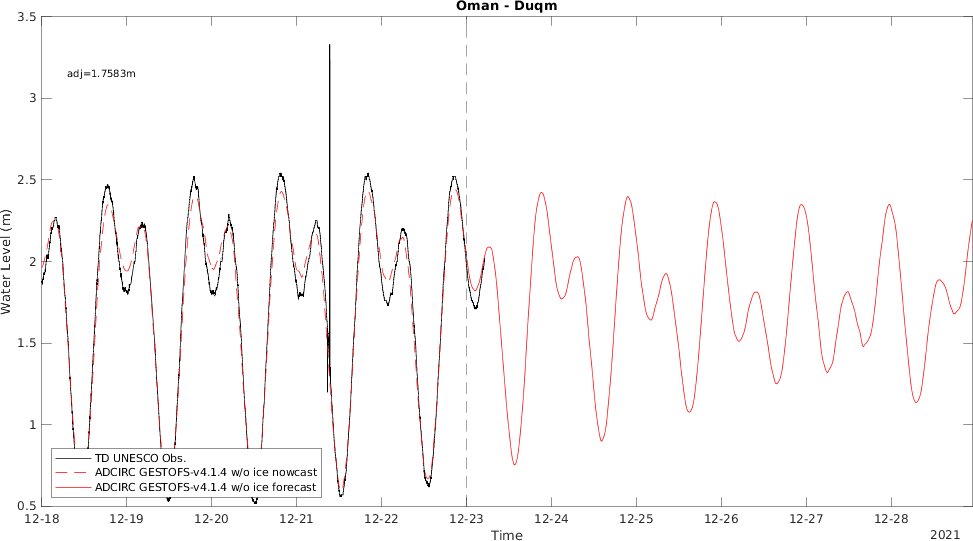 Oman - Duqm
3.5
adj=1.7583m
3
2.5
2
1.5
1
0.5
Water Level (m)
TD UNESCO Obs.
ADCIRC GESTOFS-v4.1.4 w/o ice nowcast
ADCIRC GESTOFS-v4.1.4 w/o ice forecast
12-18 12-19 12-20 12-21 12-22 12-23 12-24 12-25 12-26 12-27 12-28
Time
2021